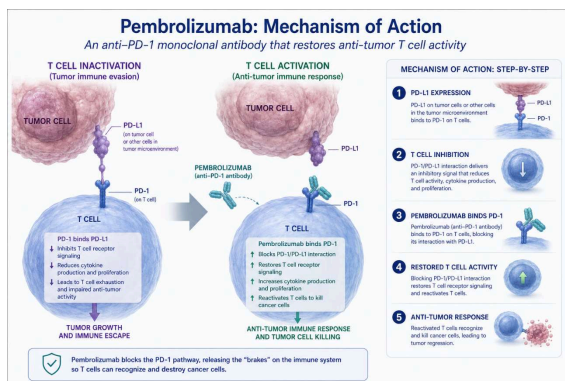 Pembrolizumab: Mechanism of Action
An anti–PD-1 monoclonal antibody that restores anti-tumor T cell activity
T CELL INACTIVATION
(Tumor immune evasion)
TUMOR CELL
PD-L1
(on tumor cell
or other cells in
tumor microenvironment)
PD-1
(on T cell)
T CELL
PD-1 binds PD-L1
↓ Inhibits T cell receptor
signaling
↓ Reduces cytokine
production and proliferation
↓ Leads to T cell exhaustion
and impaired anti-tumor
activity
TUMOR GROWTH
AND IMMUNE ESCAPE
T CELL ACTIVATION
(Anti-tumor immune response)
TUMOR CELL
PD-L1
PEMBROLIZUMAB
(anti-PD-1 antibody)
PD-1
T CELL
Pembrolizumab binds PD-1
↑ Blocks PD-1/PD-L1 interaction
↑ Restores T cell receptor
signaling
↑ Increases cytokine production
and proliferation
↑ Reactivates T cells to kill
cancer cells
ANTI-TUMOR IMMUNE RESPONSE
AND TUMOR CELL KILLING
Pembrolizumab blocks the PD-1 pathway, releasing the "brakes" on the immune system
so T cells can recognize and destroy cancer cells.
MECHANISM OF ACTION: STEP-BY-STEP
1 PD-L1 EXPRESSION
PD-L1 on tumor cells or other cells
in the tumor microenvironment
binds to PD-1 on T cells.
PD-L1
PD-1
2 T CELL INHIBITION
PD-1/PD-L1 interaction delivers
an inhibitory signal that reduces
T cell activity, cytokine production,
and proliferation.
3 PEMBROLIZUMAB BINDS PD-1
Pembrolizumab (anti-PD-1 antibody)
binds to PD-1 on T cells, blocking
its interaction with PD-L1.
4 RESTORED T CELL ACTIVITY
Blocking PD-1/PD-L1 interaction
restores T cell receptor signaling
and reactivates T cells.
5 ANTI-TUMOR RESPONSE
Reactivated T cells recognize
and kill cancer cells, leading to
tumor regression.